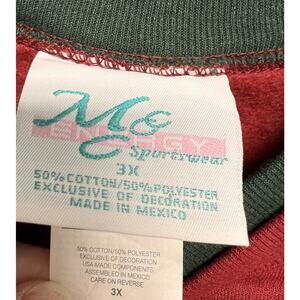 ENERGY
Sportswear
3X
50% COTTON/50% POLYESTER
EXCLUSIVE OF DECORATION
MADE IN MEXICO
50% COTTON/50% POLYESTER
EXCLUSIVE OF DECORATION
USA MADE COMPONENTS
ASSEMBLED IN MEXICO
CARE ON REVERSE
3X